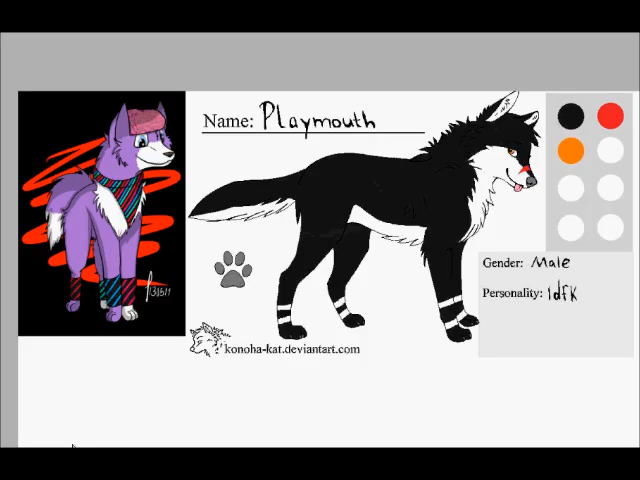 Name: Playmouth
Gender: Male
Personality: Idfk
konoha-kat.deviantart.com